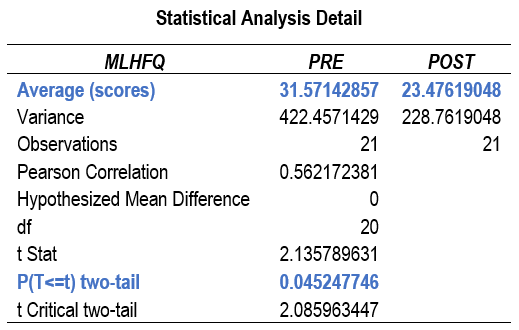 Statistical Analysis Detail
MLHFQ PRE POST
Average (scores) 31.57142857 23.47619048
Variance 422.4571429 228.7619048
Observations 21 21
Pearson Correlation 0.562172381
Hypothesized Mean Difference 0
df 20
t Stat 2.135789631
P(T<=t) two-tail 0.045247746
t Critical two-tail 2.085963447